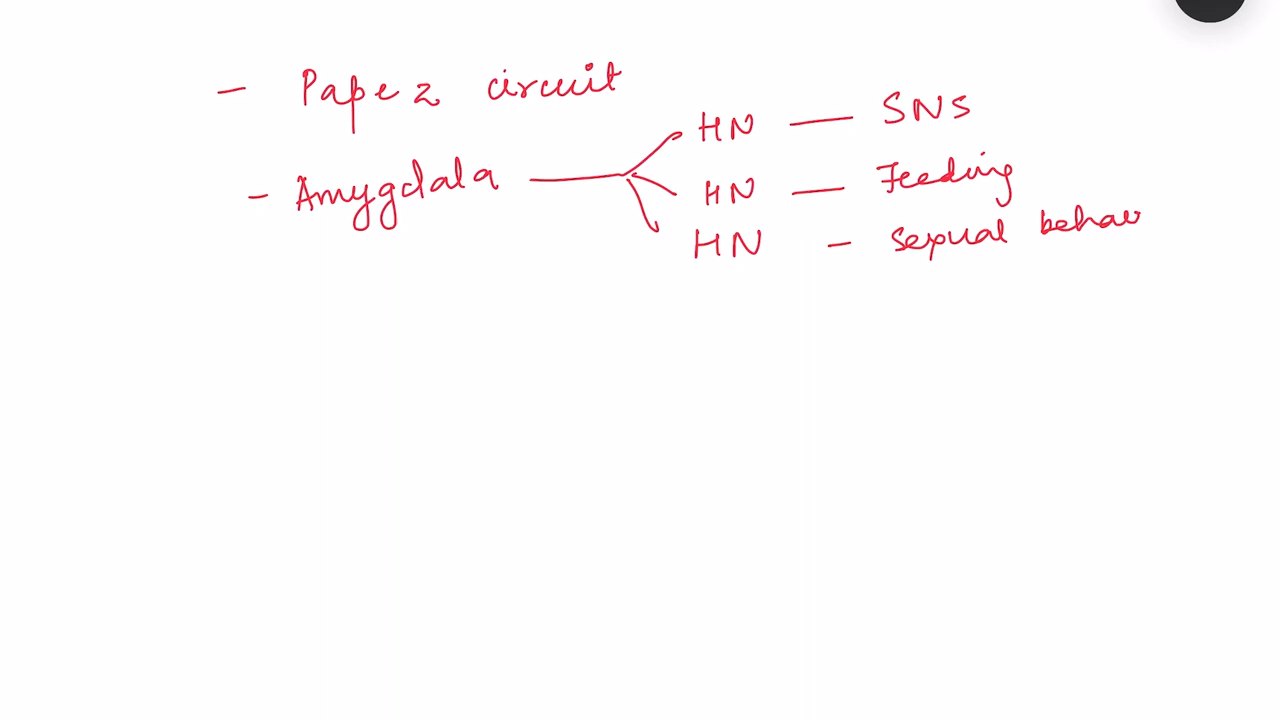 - Papez circuit
HN — SNS
- Amygdala — HN — Feeding
HN - Sexual behav